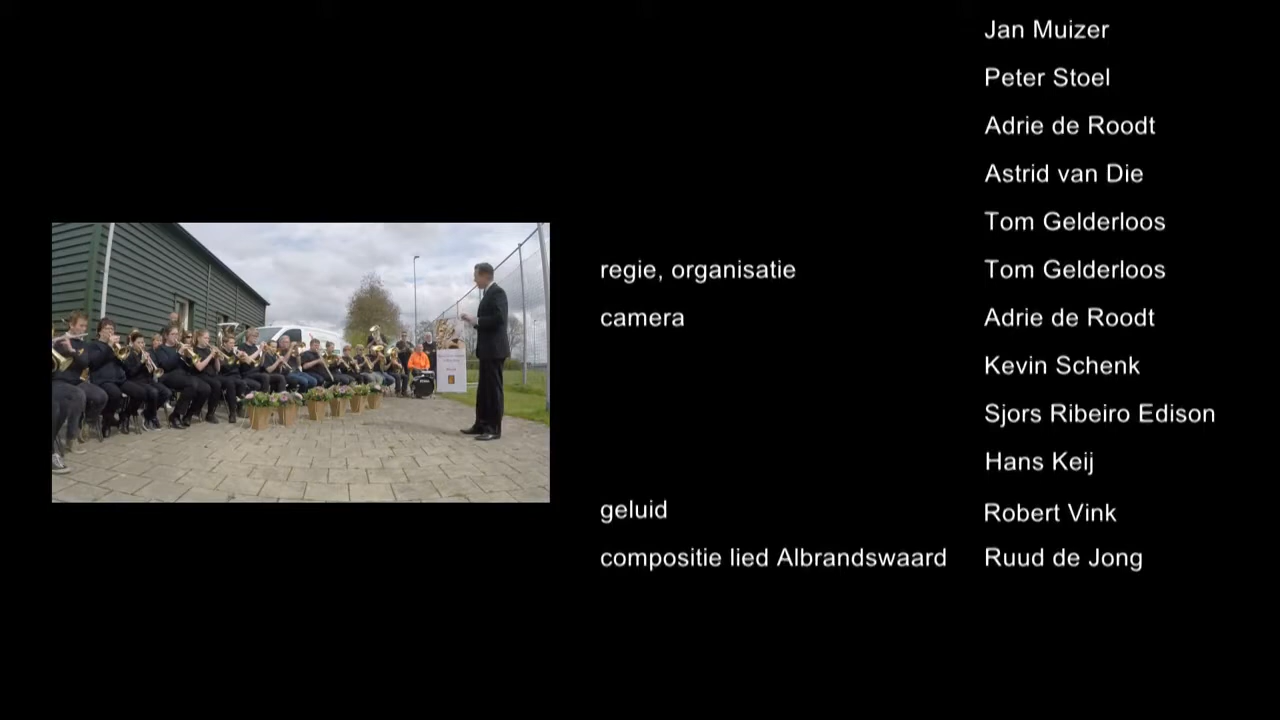 Jan Muizer
Peter Stoel
Adrie de Roodt
Astrid van Die
Tom Gelderloos
regie, organisatie Tom Gelderloos
camera Adrie de Roodt
Kevin Schenk
Sjors Ribeiro Edison
Hans Keij
geluid Robert Vink
compositie lied Albrandswaard Ruud de Jong